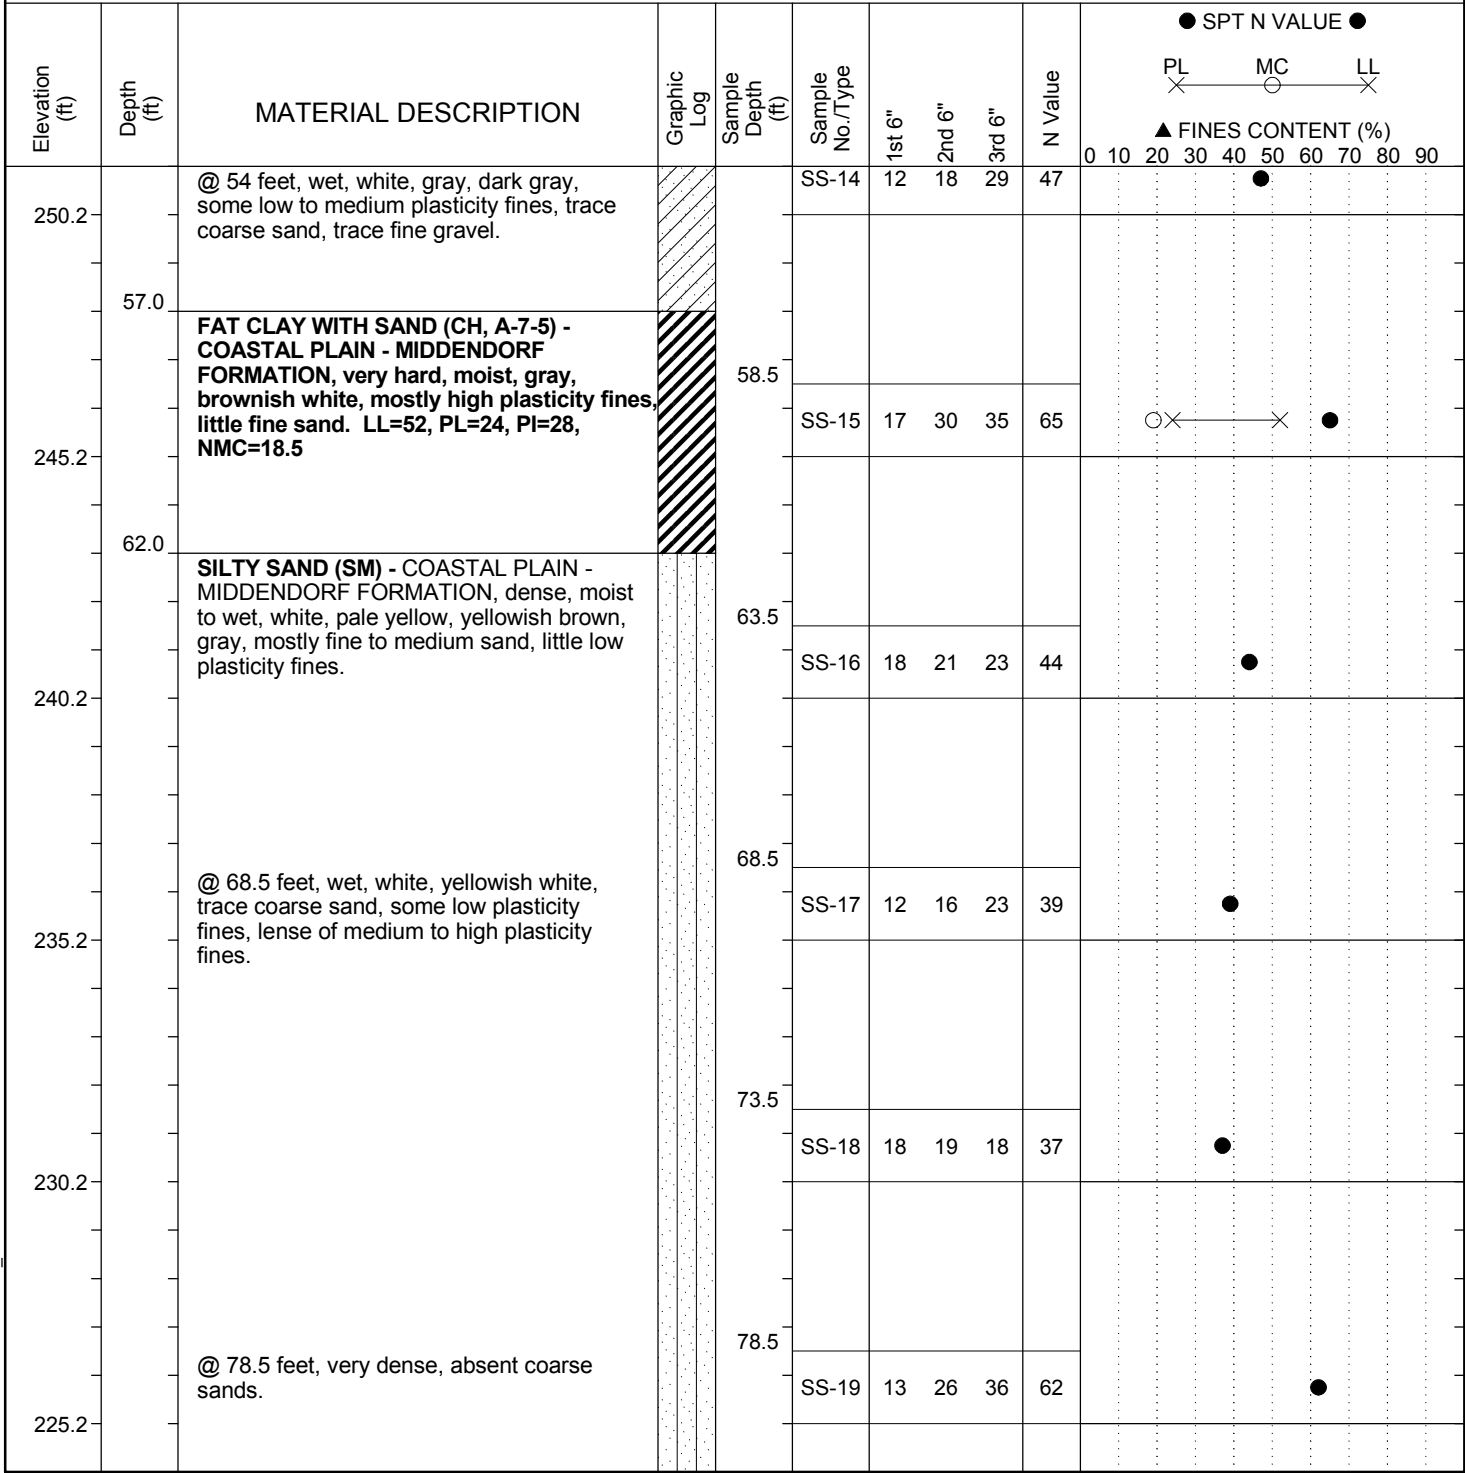 ● SPT N VALUE ●
PL MC LL
▲ FINES CONTENT (%)
0 10 20 30 40 50 60 70 80 90
Elevation (ft)
Depth (ft)
MATERIAL DESCRIPTION
Graphic Log
Sample Depth (ft)
Sample No./Type
1st 6"
2nd 6"
3rd 6"
N Value
@ 54 feet, wet, white, gray, dark gray,
some low to medium plasticity fines, trace
coarse sand, trace fine gravel.
SS-14 12 18 29 47
250.2
57.0
FAT CLAY WITH SAND (CH, A-7-5) -
COASTAL PLAIN - MIDDENDORF
FORMATION, very hard, moist, gray,
brownish white, mostly high plasticity fines,
little fine sand. LL=52, PL=24, PI=28,
NMC=18.5
58.5
SS-15 17 30 35 65
245.2
62.0
SILTY SAND (SM) - COASTAL PLAIN -
MIDDENDORF FORMATION, dense, moist
to wet, white, pale yellow, yellowish brown,
gray, mostly fine to medium sand, little low
plasticity fines.
63.5
SS-16 18 21 23 44
240.2
68.5
@ 68.5 feet, wet, white, yellowish white,
trace coarse sand, some low plasticity
fines, lense of medium to high plasticity
fines.
SS-17 12 16 23 39
235.2
73.5
SS-18 18 19 18 37
230.2
78.5
@ 78.5 feet, very dense, absent coarse
sands.
SS-19 13 26 36 62
225.2